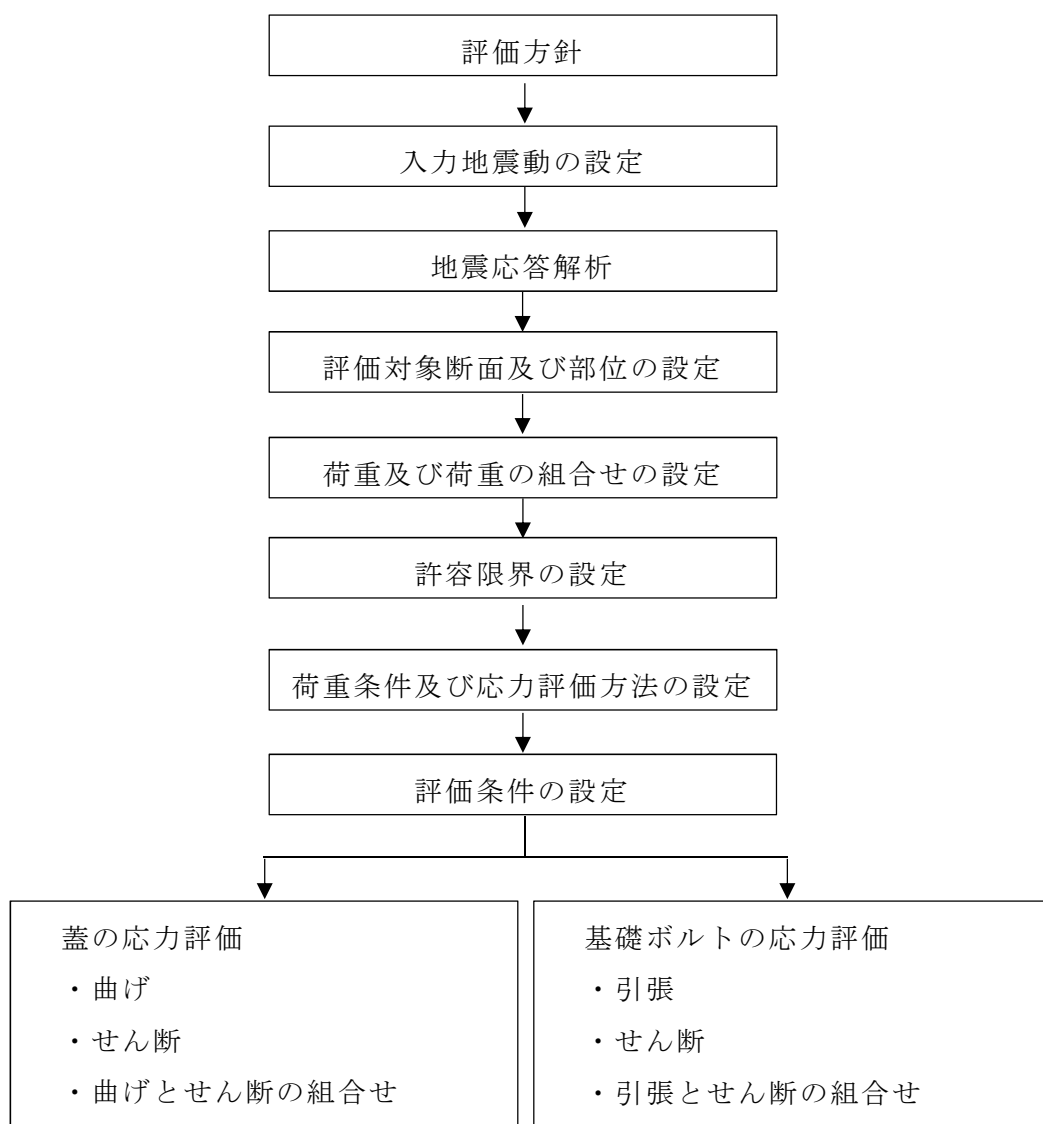 評価方針
入力地震動の設定
地震応答解析
評価対象断面及び部位の設定
荷重及び荷重の組合せの設定
許容限界の設定
荷重条件及び応力評価方法の設定
評価条件の設定
蓋の応力評価
・曲げ
・せん断
・曲げとせん断の組合せ
基礎ボルトの応力評価
・引張
・せん断
・引張とせん断の組合せ